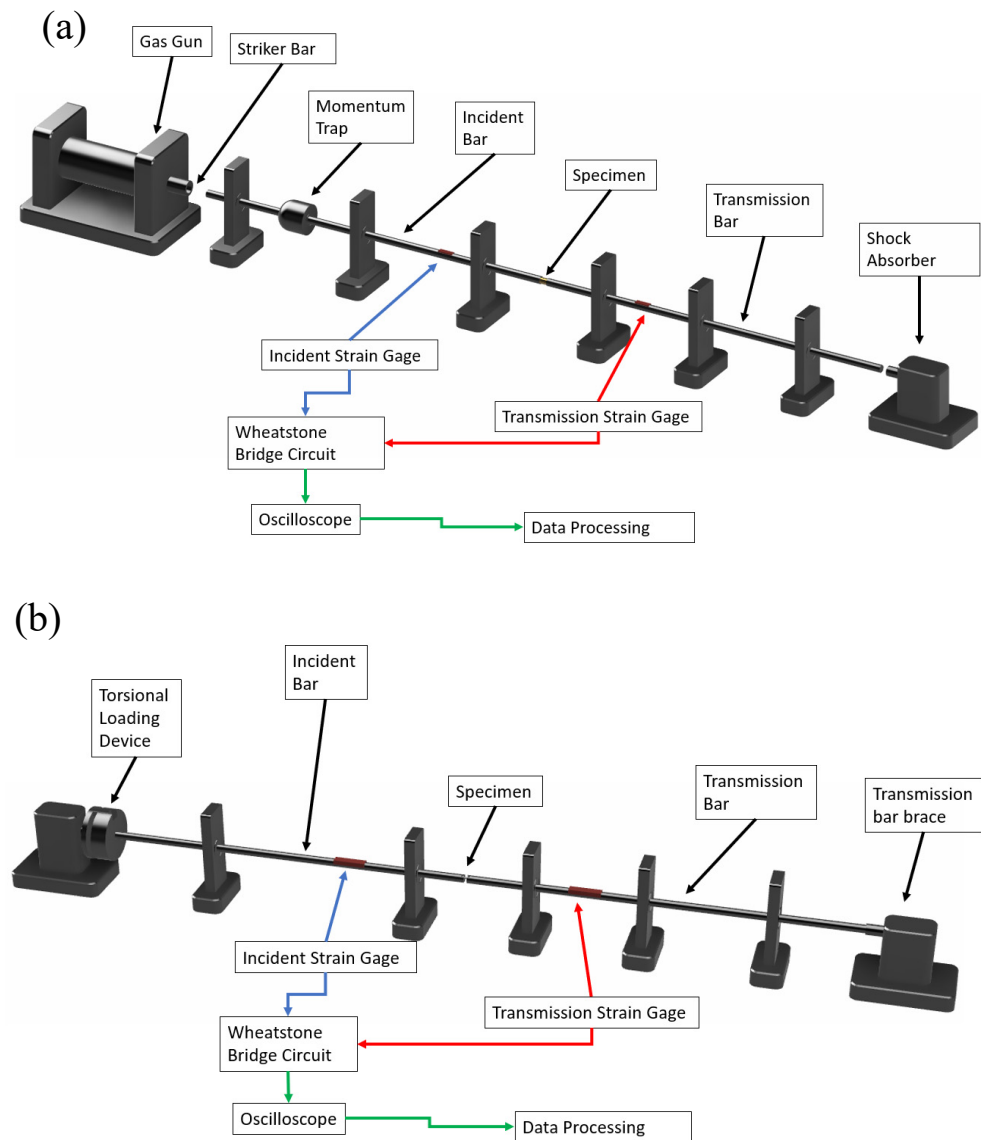 (a)
Gas Gun
Striker Bar
Momentum
Trap
Incident
Bar
Specimen
Transmission
Bar
Shock
Absorber
Incident Strain Gage
Transmission Strain Gage
Wheatstone
Bridge Circuit
Oscilloscope
Data Processing
(b)
Incident
Bar
Torsional
Loading
Device
Specimen
Transmission
Bar
Transmission
bar brace
Incident Strain Gage
Transmission Strain Gage
Wheatstone
Bridge Circuit
Oscilloscope
Data Processing